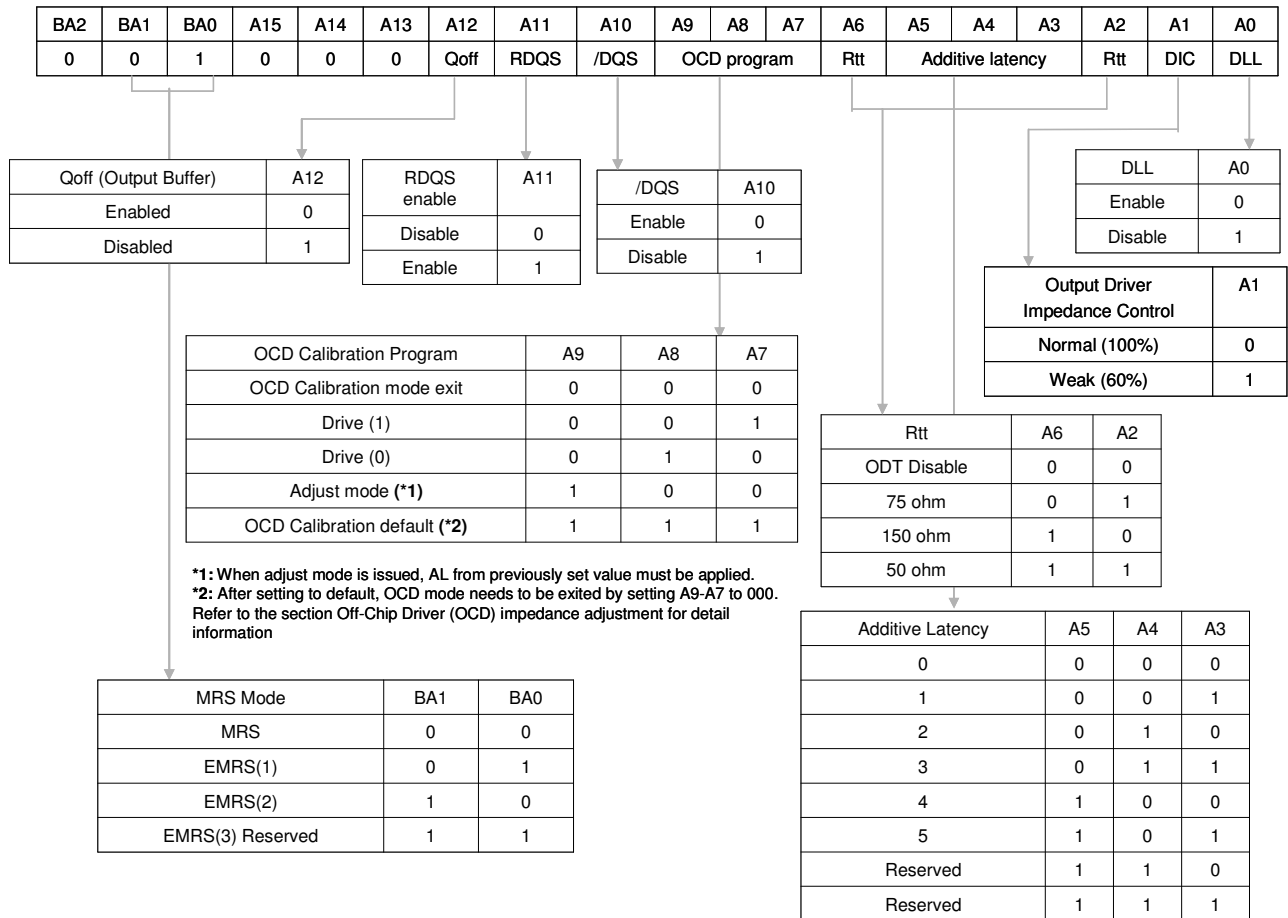 BA2 BA1 BA0 A15 A14 A13 A12 A11 A10 A9 A8 A7 A6 A5 A4 A3 A2 A1 A0
0 0 1 0 0 0 Qoff RDQS /DQS OCD program Rtt Additive latency Rtt DIC DLL
Qoff (Output Buffer) A12
Enabled 0
Disabled 1
RDQS
enable A11
Disable 0
Enable 1
/DQS A10
Enable 0
Disable 1
DLL A0
Enable 0
Disable 1
Output Driver
Impedance Control A1
Normal (100%) 0
Weak (60%) 1
OCD Calibration Program A9 A8 A7
OCD Calibration mode exit 0 0 0
Drive (1) 0 0 1
Drive (0) 0 1 0
Adjust mode (*1) 1 0 0
OCD Calibration default (*2) 1 1 1
*1: When adjust mode is issued, AL from previously set value must be applied.
*2: After setting to default, OCD mode needs to be exited by setting A9-A7 to 000.
Refer to the section Off-Chip Driver (OCD) impedance adjustment for detail
information
Rtt A6 A2
ODT Disable 0 0
75 ohm 0 1
150 ohm 1 0
50 ohm 1 1
MRS Mode BA1 BA0
MRS 0 0
EMRS(1) 0 1
EMRS(2) 1 0
EMRS(3) Reserved 1 1
Additive Latency A5 A4 A3
0 0 0 0
1 0 0 1
2 0 1 0
3 0 1 1
4 1 0 0
5 1 0 1
Reserved 1 1 0
Reserved 1 1 1